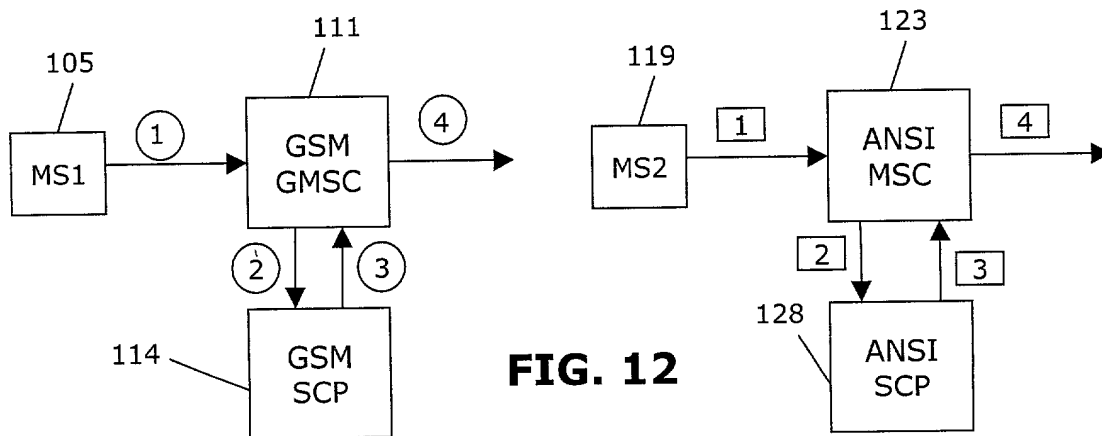 111
123
105
119
1
4
1
4
MS1
GSM
GMSC
MS2
ANSI
MSC
2
3
2
3
114
GSM
SCP
FIG. 12
128
ANSI
SCP